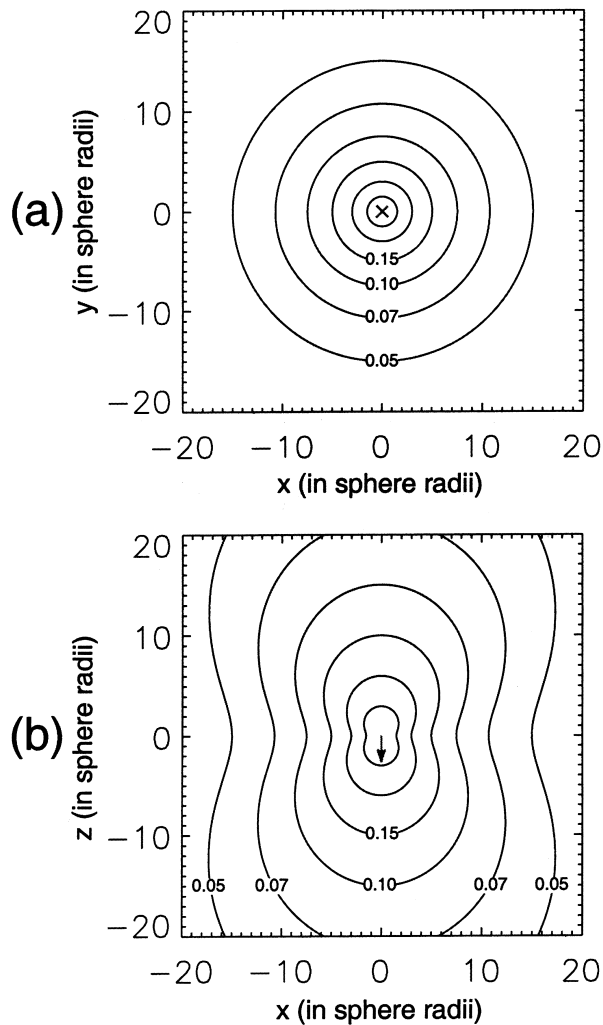 20
10
(a)
y (in sphere radii)
0
0.15
0.10
−10
0.07
0.05
−20
−20 −10 0 10 20
x (in sphere radii)
20
10
(b)
z (in sphere radii)
0
0.15
−10
0.05 0.07 0.10 0.07 0.05
−20
−20 −10 0 10 20
x (in sphere radii)